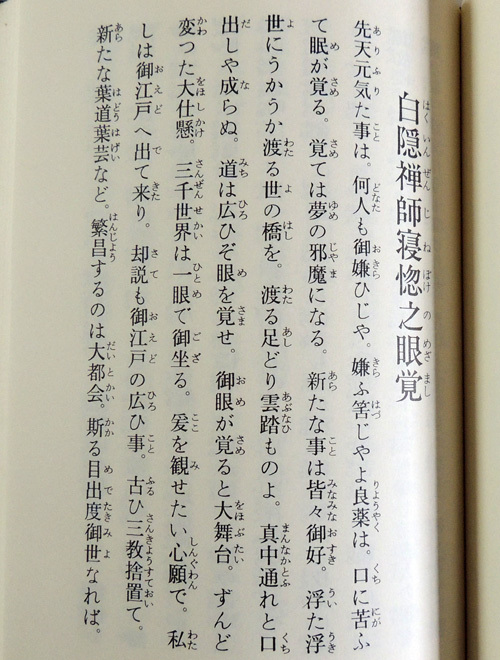 白隠禅師寝惚之眼覚
先天元気た事は。何人も御嫌ひじや。嫌ふ筈じやよ良薬は。口に苦ふ
て眠が覚る。覚ては夢の邪魔になる。新たな事は皆々御好。浮た浮
世にうかうか渡る世の橋を。渡る足どり雲踏ものよ。真中通れと口
出しや成らぬ。道は広ひぞ眼を覚せ。御眼が覚ると大舞台。ずんど
変つた大仕懸。三千世界は一眼で御坐る。爰を観せたい心願で。私
しは御江戸へ出て来り。却説も御江戸の広ひ事。古ひ三教捨置て。
新たな葉道葉芸など。繁昌するのは大都会。斯る目出度御世なれば。